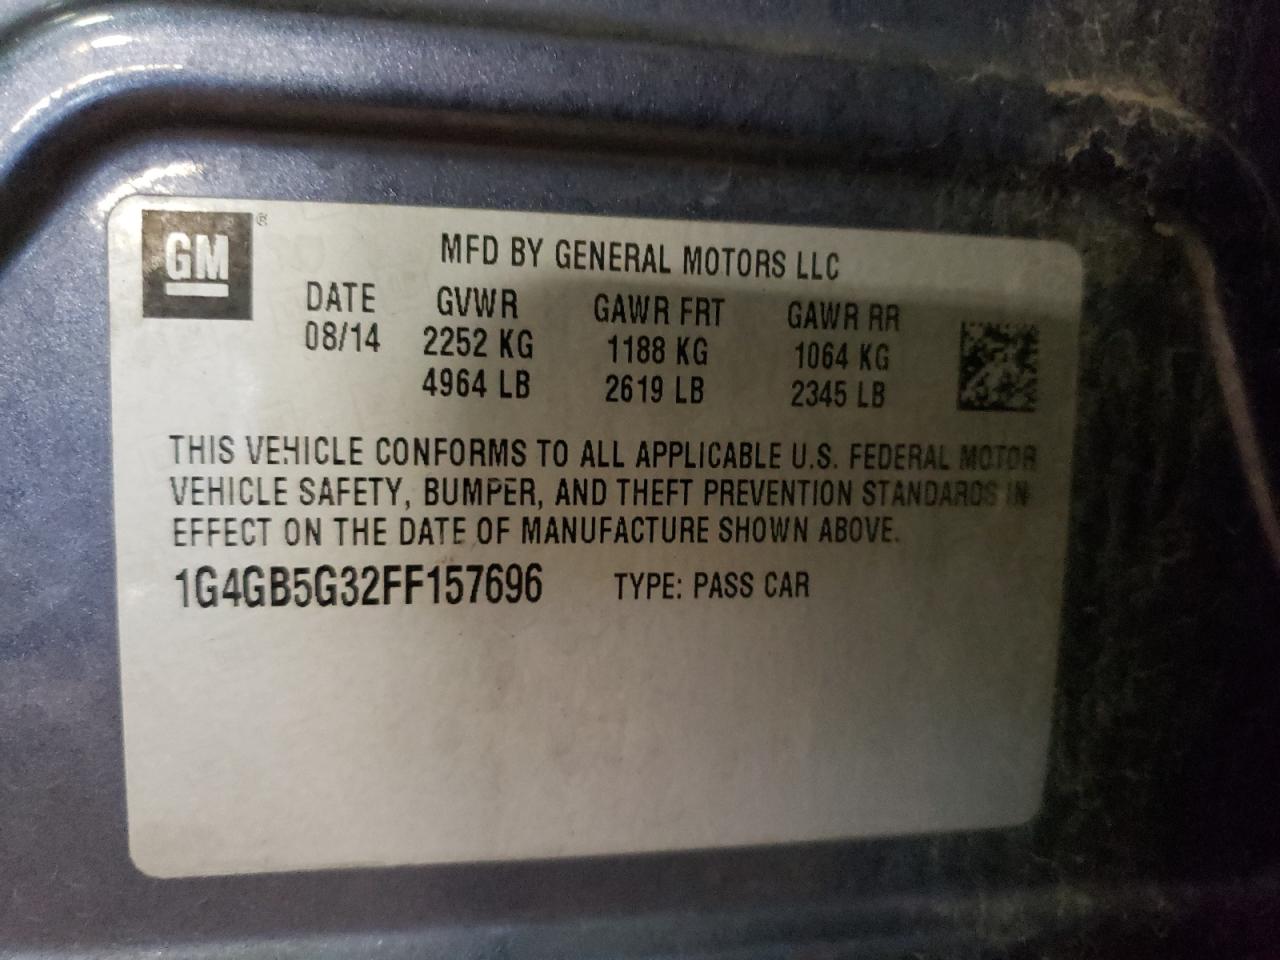 GM ®
MFD BY GENERAL MOTORS LLC
DATE GVWR GAWR FRT GAWR RR
08/14 2252 KG 1188 KG 1064 KG
4964 LB 2619 LB 2345 LB
THIS VEHICLE CONFORMS TO ALL APPLICABLE U.S. FEDERAL MOTOR
VEHICLE SAFETY, BUMPER, AND THEFT PREVENTION STANDARDS IN
EFFECT ON THE DATE OF MANUFACTURE SHOWN ABOVE.
1G4GB5G32FF157696 TYPE: PASS CAR